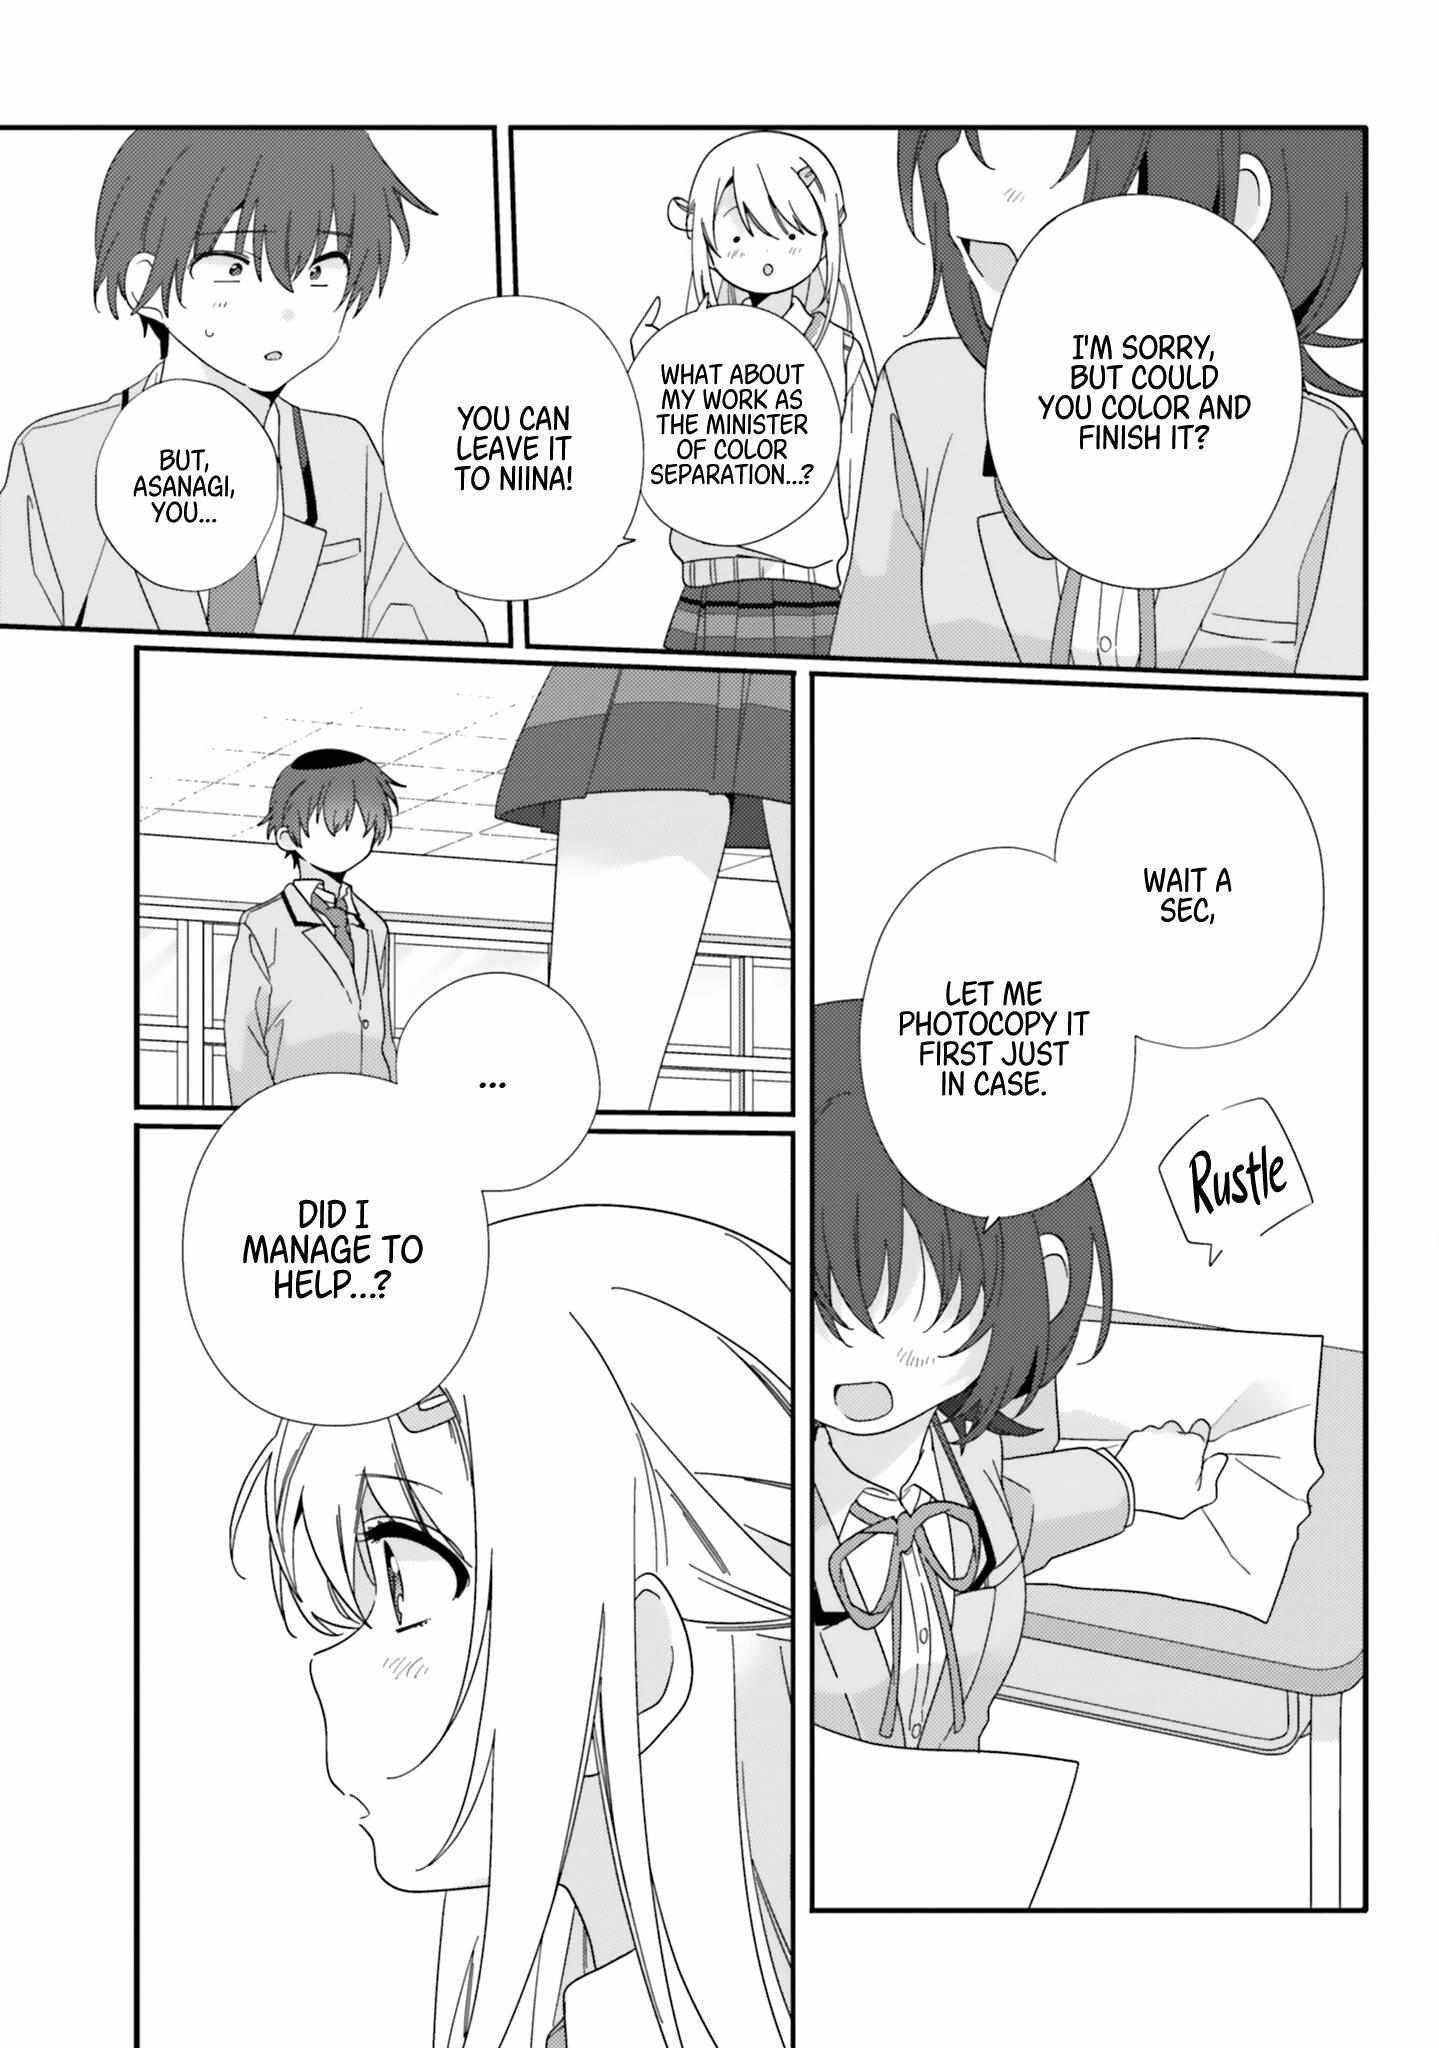 I'M SORRY,
BUT COULD
YOU COLOR AND
FINISH IT?
WHAT ABOUT
MY WORK AS
THE MINISTER
OF COLOR
SEPARATION...?
YOU CAN
LEAVE IT
TO NIINA!
BUT,
ASANAGI,
YOU...
WAIT A
SEC,
LET ME
PHOTOCOPY IT
FIRST JUST
IN CASE.
Rustle
...
DID I
MANAGE TO
HELP...?